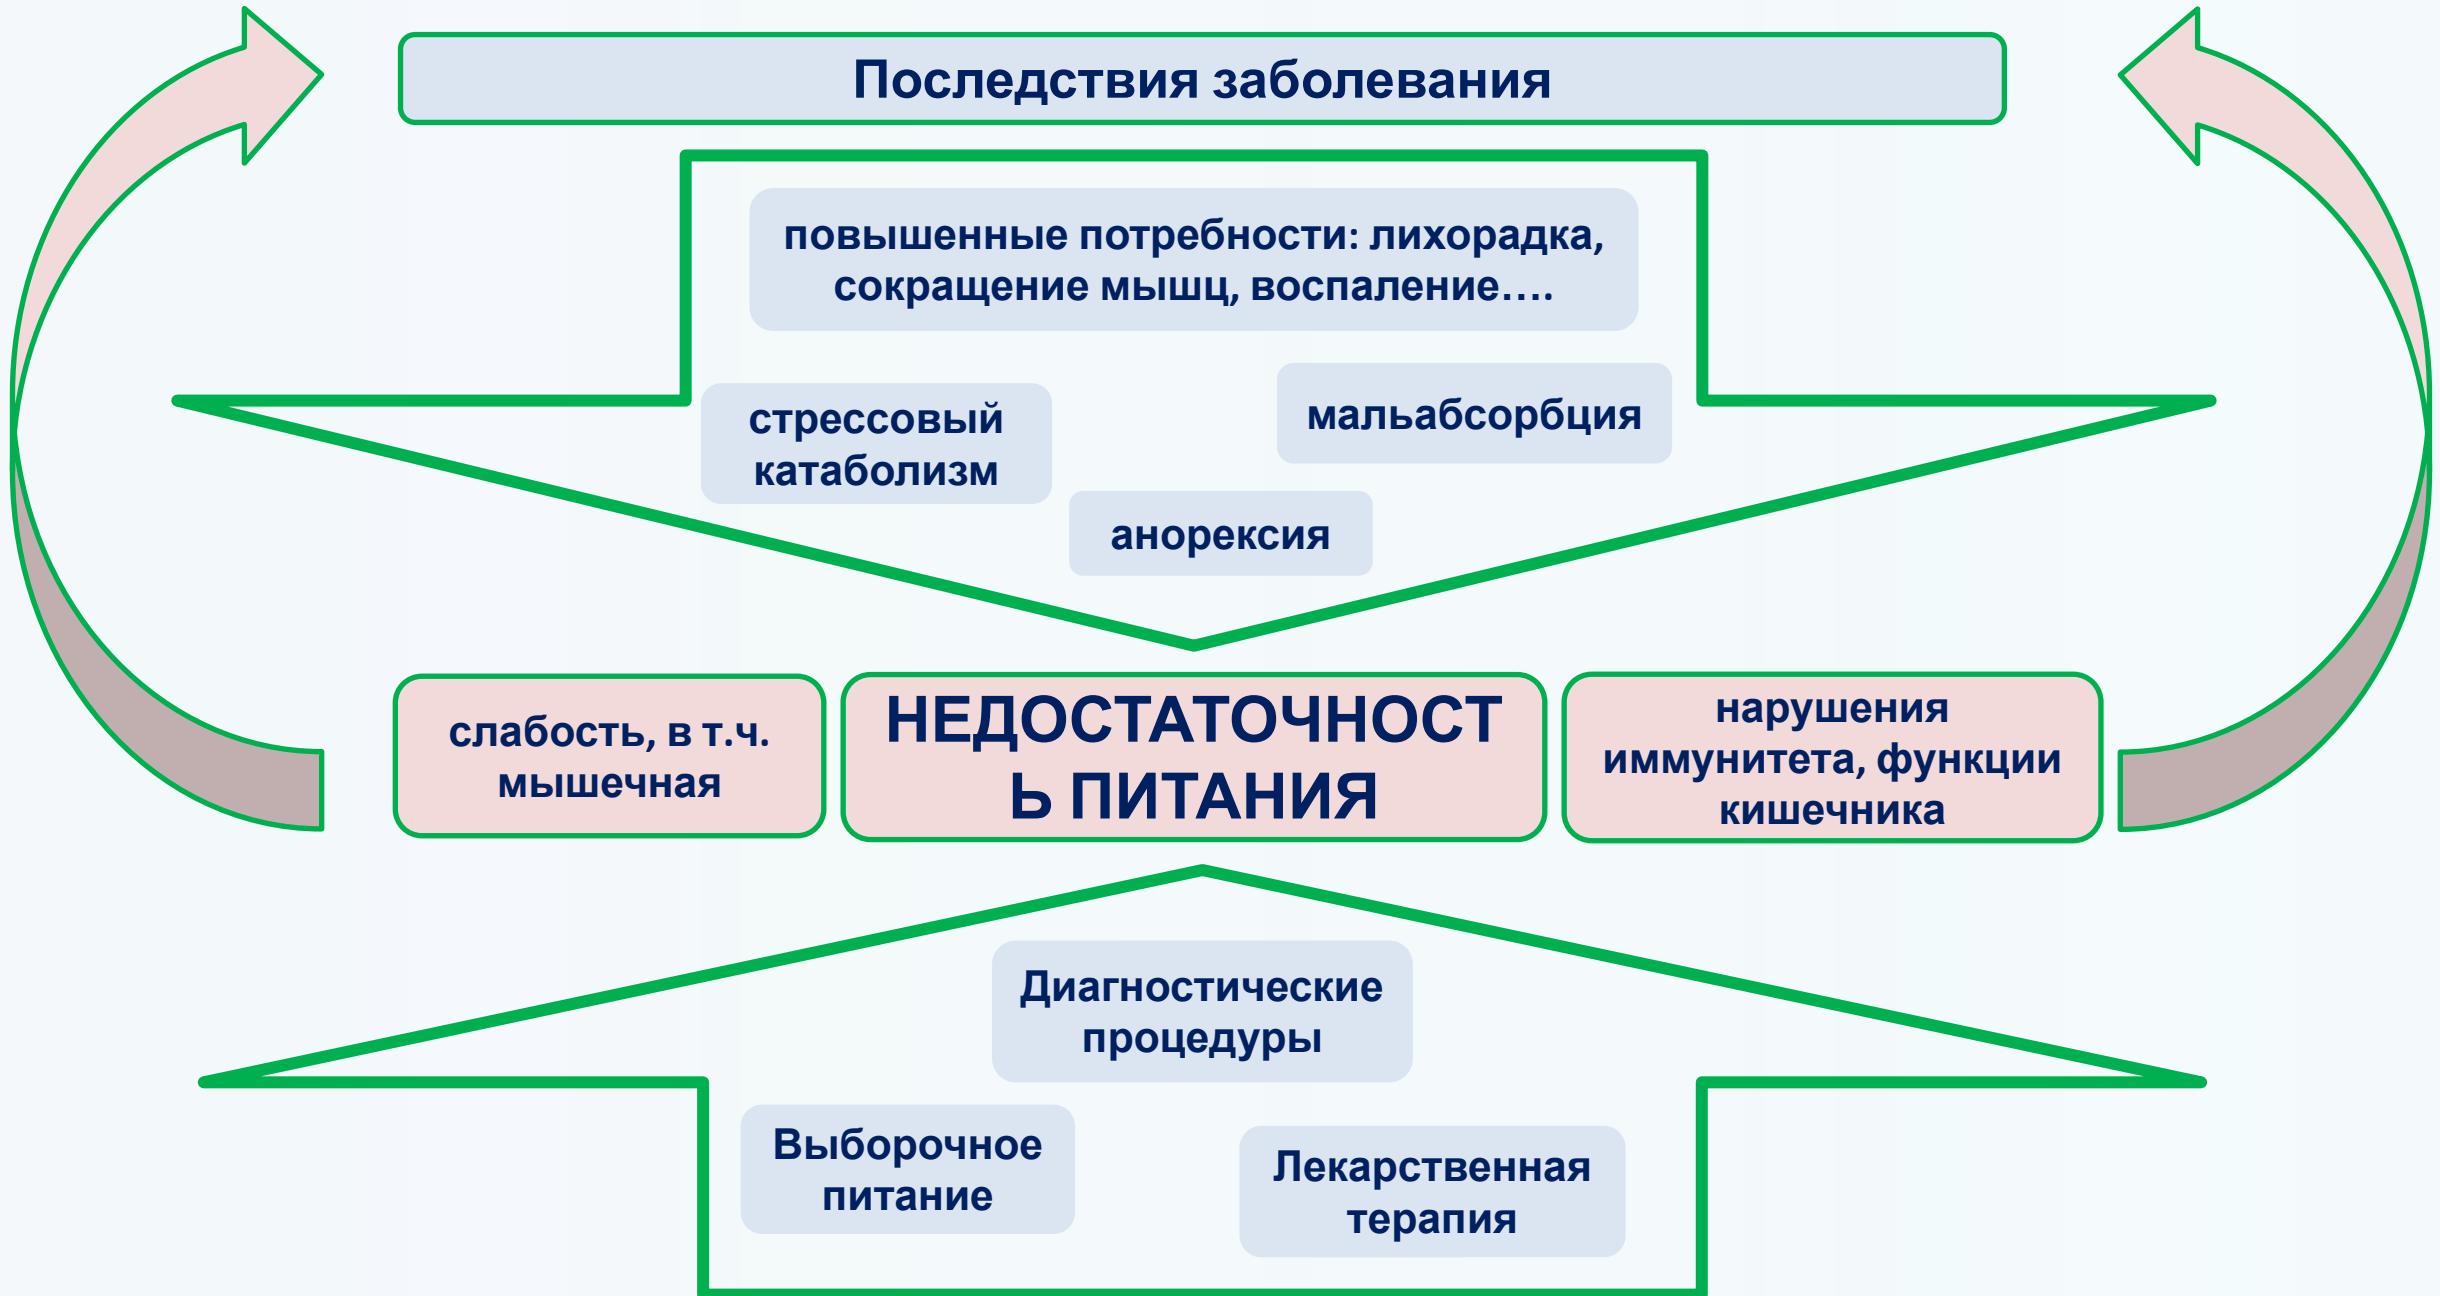 Последствия заболевания
повышенные потребности: лихорадка,
сокращение мышц, воспаление….
стрессовый
катаболизм
мальабсорбция
анорексия
слабость, в т.ч.
мышечная
НЕДОСТАТОЧНОСТ
Ь ПИТАНИЯ
нарушения
иммунитета, функции
кишечника
Диагностические
процедуры
Выборочное
питание
Лекарственная
терапия